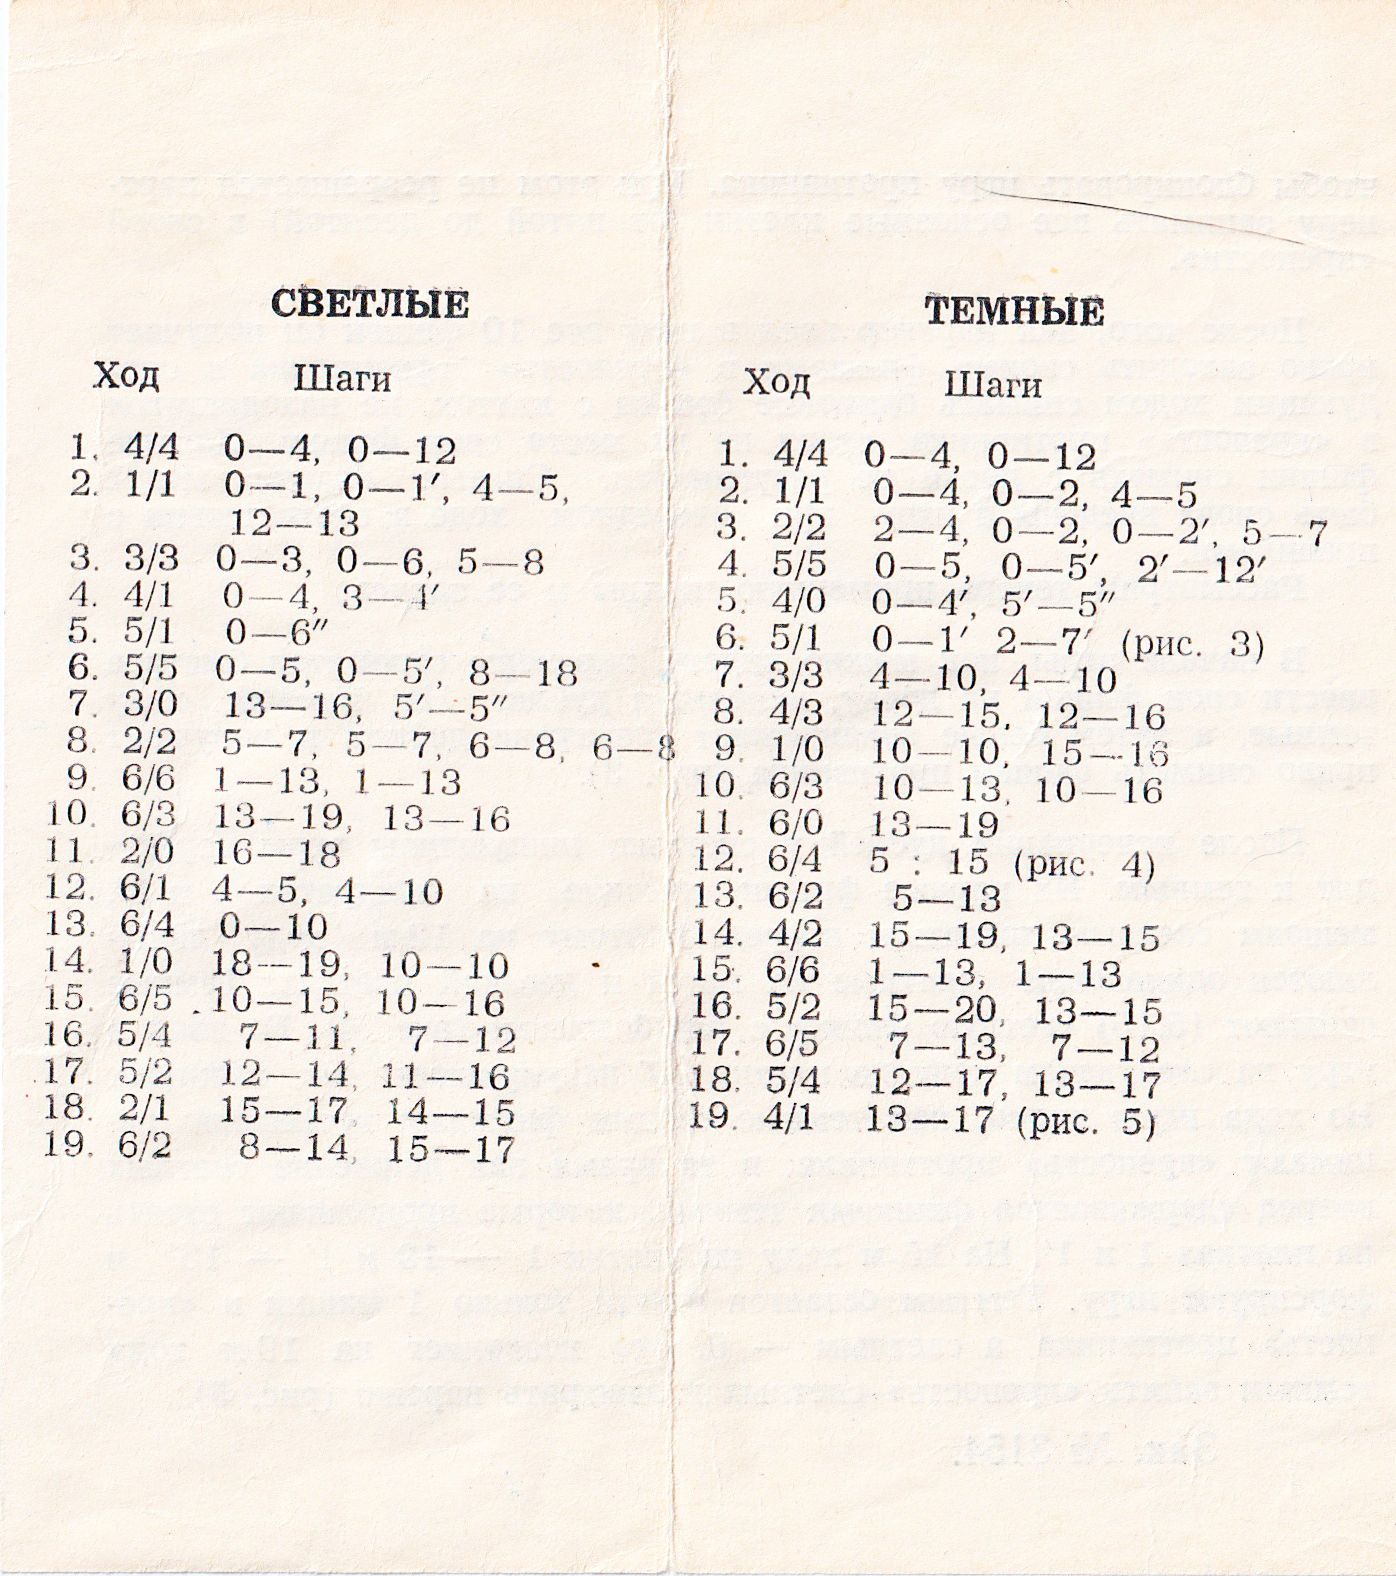 СВЕТЛЫЕ
Ход Шаги
1. 4/4 0—4, 0—12
2. 1/1 0—1, 0—1′, 4—5,
12—13
3. 3/3 0—3, 0—6, 5—8
4. 4/1 0—4, 3—4′
5. 5/1 0—6″
6. 5/5 0—5, 0—5′, 8—18
7. 3/0 13—16, 5′—5″
8. 2/2 5—7, 5—7, 6—8, 6—8
9. 6/6 1—13, 1—13
10. 6/3 13—19, 13—16
11. 2/0 16—18
12. 6/1 4—5, 4—10
13. 6/4 0—10
14. 1/0 18—19, 10—10
15. 6/5 10—15, 10—16
16. 5/4 7—11, 7—12
17. 5/2 12—14, 11—16
18. 2/1 15—17, 14—15
19. 6/2 8—14, 15—17
ТЕМНЫЕ
Ход Шаги
1. 4/4 0—4, 0—12
2. 1/1 0—4, 0—2, 4—5
3. 2/2 2—4, 0—2, 0—2′, 5—7
4. 5/5 0—5, 0—5′, 2′—12′
5. 4/0 0—4′, 5′—5″
6. 5/1 0—1′ 2—7′ (рис. 3)
7. 3/3 4—10, 4—10
8. 4/3 12—15, 12—16
9. 1/0 10—10, 15—16
10. 6/3 10—13, 10—16
11. 6/0 13—19
12. 6/4 5 : 15 (рис. 4)
13. 6/2 5—13
14. 4/2 15—19, 13—15
15. 6/6 1—13, 1—13
16. 5/2 15—20, 13—15
17. 6/5 7—13, 7—12
18. 5/4 12—17, 13—17
19. 4/1 13—17 (рис. 5)